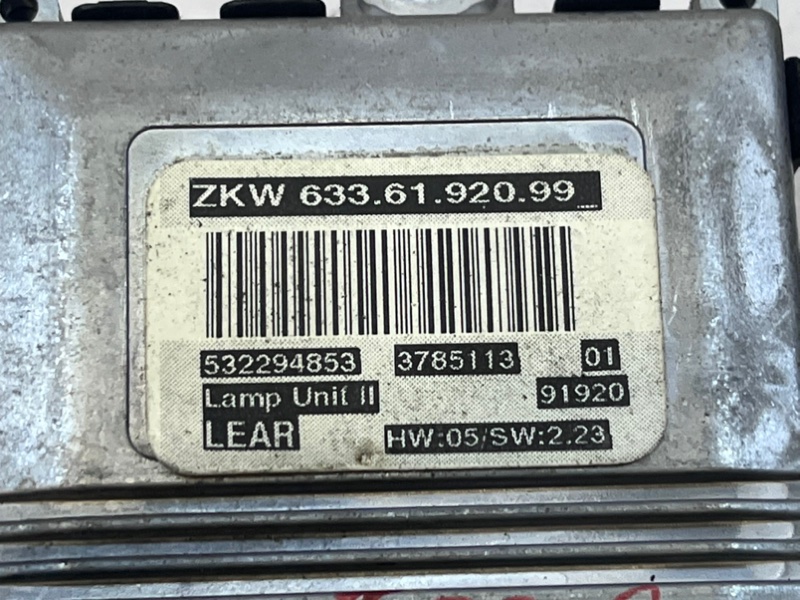 ZKW 633.61.920.99
532294853 3785113 01
Lamp Unit II 91920
LEAR HW:05/SW:2.23